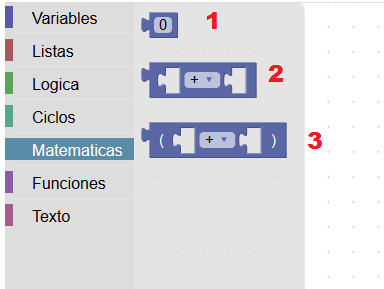 Variables
Listas
Logica
Ciclos
Matematicas
Funciones
Texto
0 1
+ 2
( + ) 3